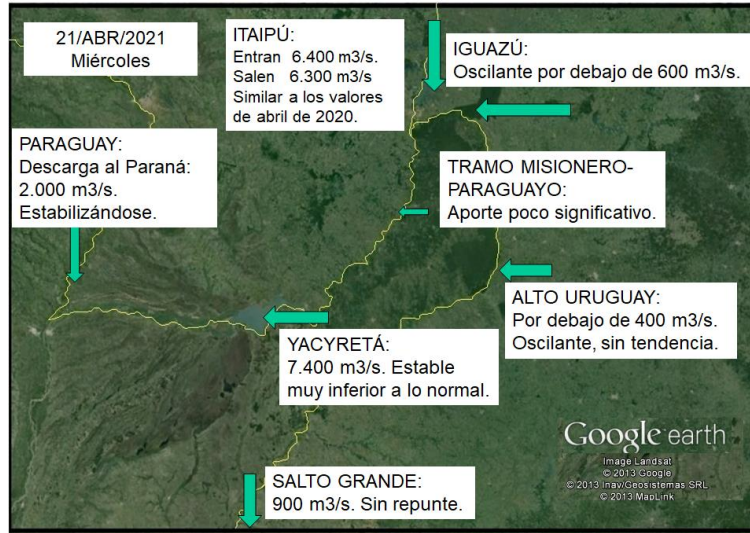 21/ABR/2021
Miércoles
ITAIPÚ:
Entran 6.400 m3/s.
Salen 6.300 m3/s
Similar a los valores
de abril de 2020.
IGUAZÚ:
Oscilante por debajo de 600 m3/s.
PARAGUAY:
Descarga al Paraná:
2.000 m3/s.
Estabilizándose.
TRAMO MISIONERO-
PARAGUAYO:
Aporte poco significativo.
ALTO URUGUAY:
Por debajo de 400 m3/s.
Oscilante, sin tendencia.
YACYRETÁ:
7.400 m3/s. Estable
muy inferior a lo normal.
SALTO GRANDE:
900 m3/s. Sin repunte.
Google earth
Image Landsat
© 2013 Google
© 2013 Inav/Geosistemas SRL
© 2013 MapLink